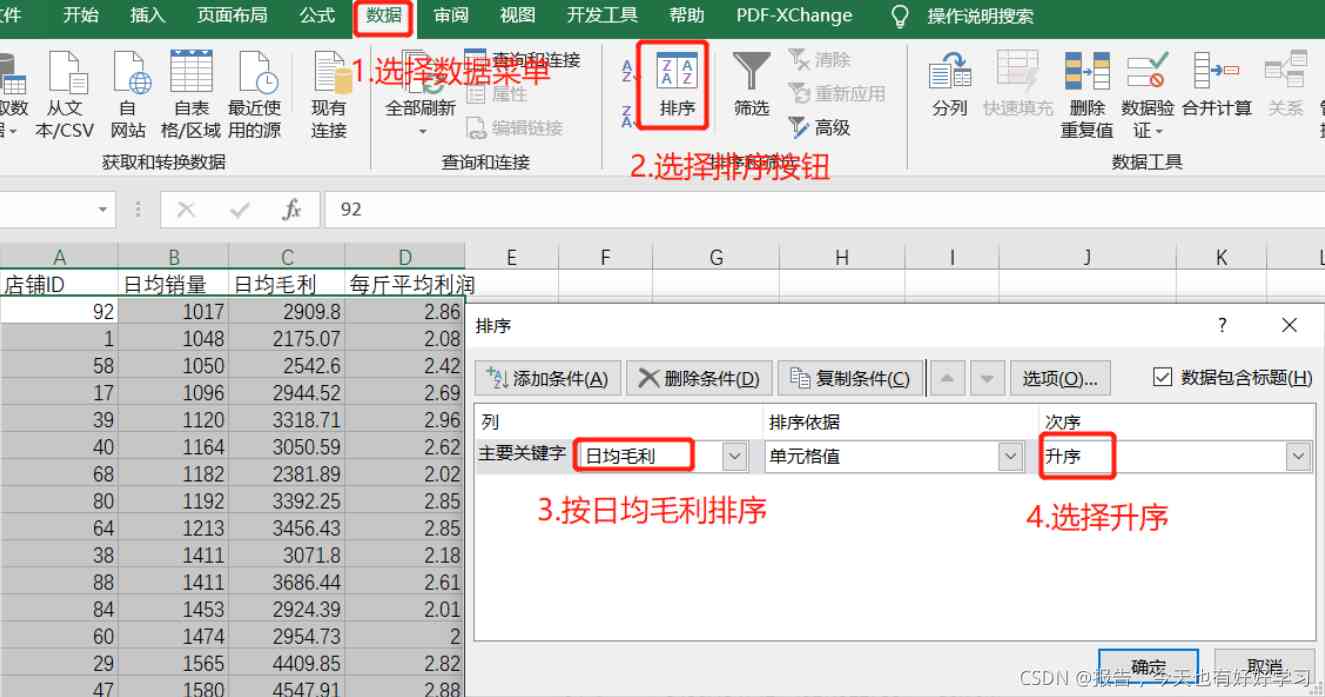 文件 开始 插入 页面布局 公式 数据 审阅 视图 开发工具 帮助 PDF-XChange 操作说明搜索
从文本/CSV
自网站
自表格/区域
最近使用的源
现有连接
获取和转换数据
1.选择数据菜单
全部刷新
查询和连接
属性
编辑链接
查询和连接
排序
筛选
清除
重新应用
高级
2.选择排序按钮
排序和筛选
分列
快速填充
删除重复值
数据验证
合并计算
关系
数据工具
fx 92
A B C D E F G H I J K L
店铺ID 日均销量 日均毛利 每斤平均利润
92 1017 2909.8 2.86
1 1048 2175.07 2.08
58 1050 2542.6 2.42
17 1096 2944.52 2.69
39 1120 3318.71 2.96
40 1164 3050.59 2.62
68 1182 2381.89 2.02
80 1192 3392.25 2.85
64 1213 3456.43 2.85
38 1411 3071.8 2.18
88 1411 3686.44 2.61
84 1453 2924.39 2.01
60 1474 2954.73 2
29 1565 4409.85 2.82
47 1580 4547.91 2.88
排序 ?
添加条件(A) 删除条件(D) 复制条件(C) 选项(O)... 数据包含标题(H)
列 排序依据 次序
主要关键字 日均毛利 单元格值 升序
3.按日均毛利排序
4.选择升序
确定 取消
CSDN @报告，今天也有好好学习